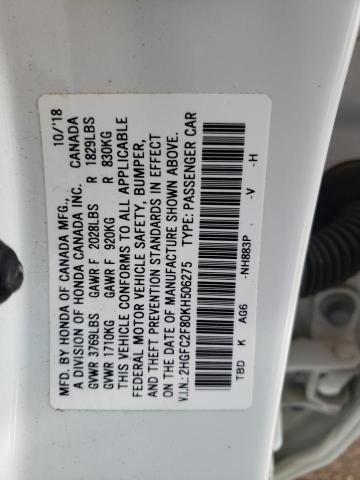 MFD. BY HONDA OF CANADA MFG., 10/'18
A DIVISION OF HONDA CANADA INC. CANADA
GVWR 3769LBS GAWR F 2028LBS R 1829LBS
GVWR 1710KG GAWR F 920KG R 830KG
THIS VEHICLE CONFORMS TO ALL APPLICABLE
FEDERAL MOTOR VEHICLE SAFETY, BUMPER,
AND THEFT PREVENTION STANDARDS IN EFFECT
ON THE DATE OF MANUFACTURE SHOWN ABOVE.
V.I.N.: 2HGFC2F80KH506275 TYPE: PASSENGER CAR
TBD K AG6 -NH883P -V -H